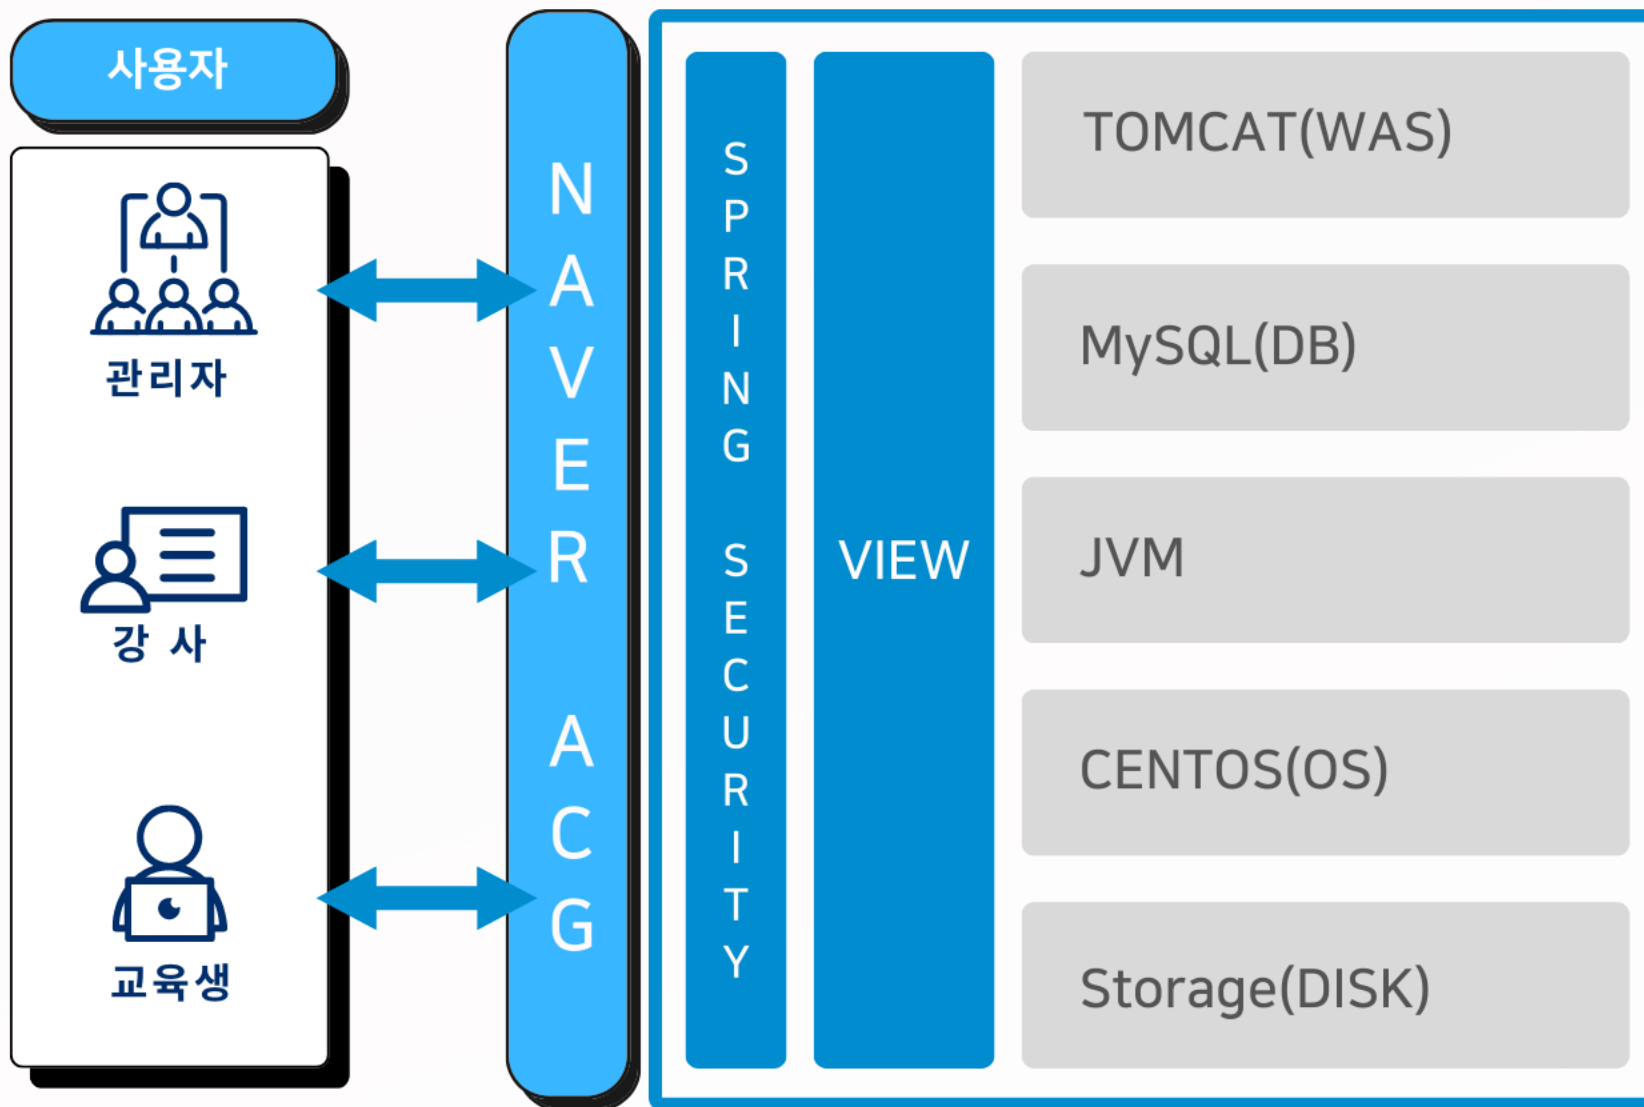 사용자
관리자
강 사
교육생
NAVER ACG
SPRING SECURITY
VIEW
TOMCAT(WAS)
MySQL(DB)
JVM
CENTOS(OS)
Storage(DISK)